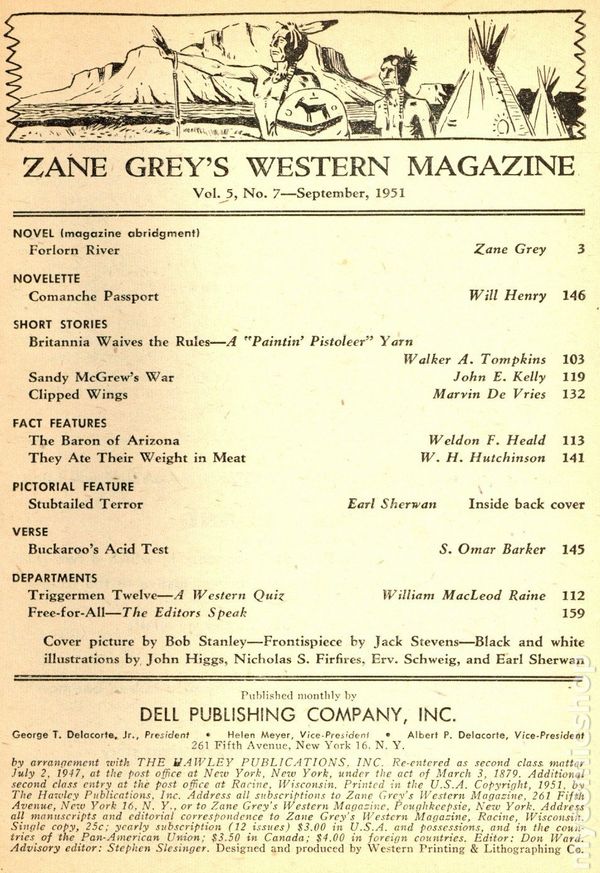 ZANE GREY'S WESTERN MAGAZINE
Vol. 5, No. 7—September, 1951
NOVEL (magazine abridgment)
Forlorn River Zane Grey 3
NOVELETTE
Comanche Passport Will Henry 146
SHORT STORIES
Britannia Waives the Rules—A "Paintin' Pistoleer" Yarn
Walker A. Tompkins 103
Sandy McGrew's War John E. Kelly 119
Clipped Wings Marvin De Vries 132
FACT FEATURES
The Baron of Arizona Weldon F. Heald 113
They Ate Their Weight in Meat W. H. Hutchinson 141
PICTORIAL FEATURE
Stubtailed Terror Earl Sherwan Inside back cover
VERSE
Buckaroo's Acid Test S. Omar Barker 145
DEPARTMENTS
Triggermen Twelve—A Western Quiz William MacLeod Raine 112
Free-for-All—The Editors Speak 159
Cover picture by Bob Stanley—Frontispiece by Jack Stevens—Black and white
illustrations by John Higgs, Nicholas S. Firfires, Erv. Schweig, and Earl Sherwan
Published monthly by
DELL PUBLISHING COMPANY, INC.
George T. Delacorte, Jr., President • Helen Meyer, Vice-President • Albert P. Delacorte, Vice-President
261 Fifth Avenue, New York 16, N. Y.
by arrangement with THE HAWLEY PUBLICATIONS, INC. Re-entered as second class matter
July 2, 1947, at the post office at New York, New York, under the act of March 3, 1879. Additional
second class entry at the post office at Racine, Wisconsin. Printed in the U.S.A. Copyright, 1951, by
The Hawley Publications, Inc. Address all subscriptions to Zane Grey's Western Magazine, 261 Fifth
Avenue, New York 16, N. Y., or to Zane Grey's Western Magazine, Poughkeepsie, New York. Address
all manuscripts and editorial correspondence to Zane Grey's Western Magazine, Racine, Wisconsin.
Single copy, 25c; yearly subscription (12 issues) $3.00 in U.S.A. and possessions, and in the coun-
tries of the Pan-American Union; $3.50 in Canada; $4.00 in foreign countries. Editor: Don Ward.
Advisory editor: Stephen Slesinger. Designed and produced by Western Printing & Lithographing Co.
mycomicshop